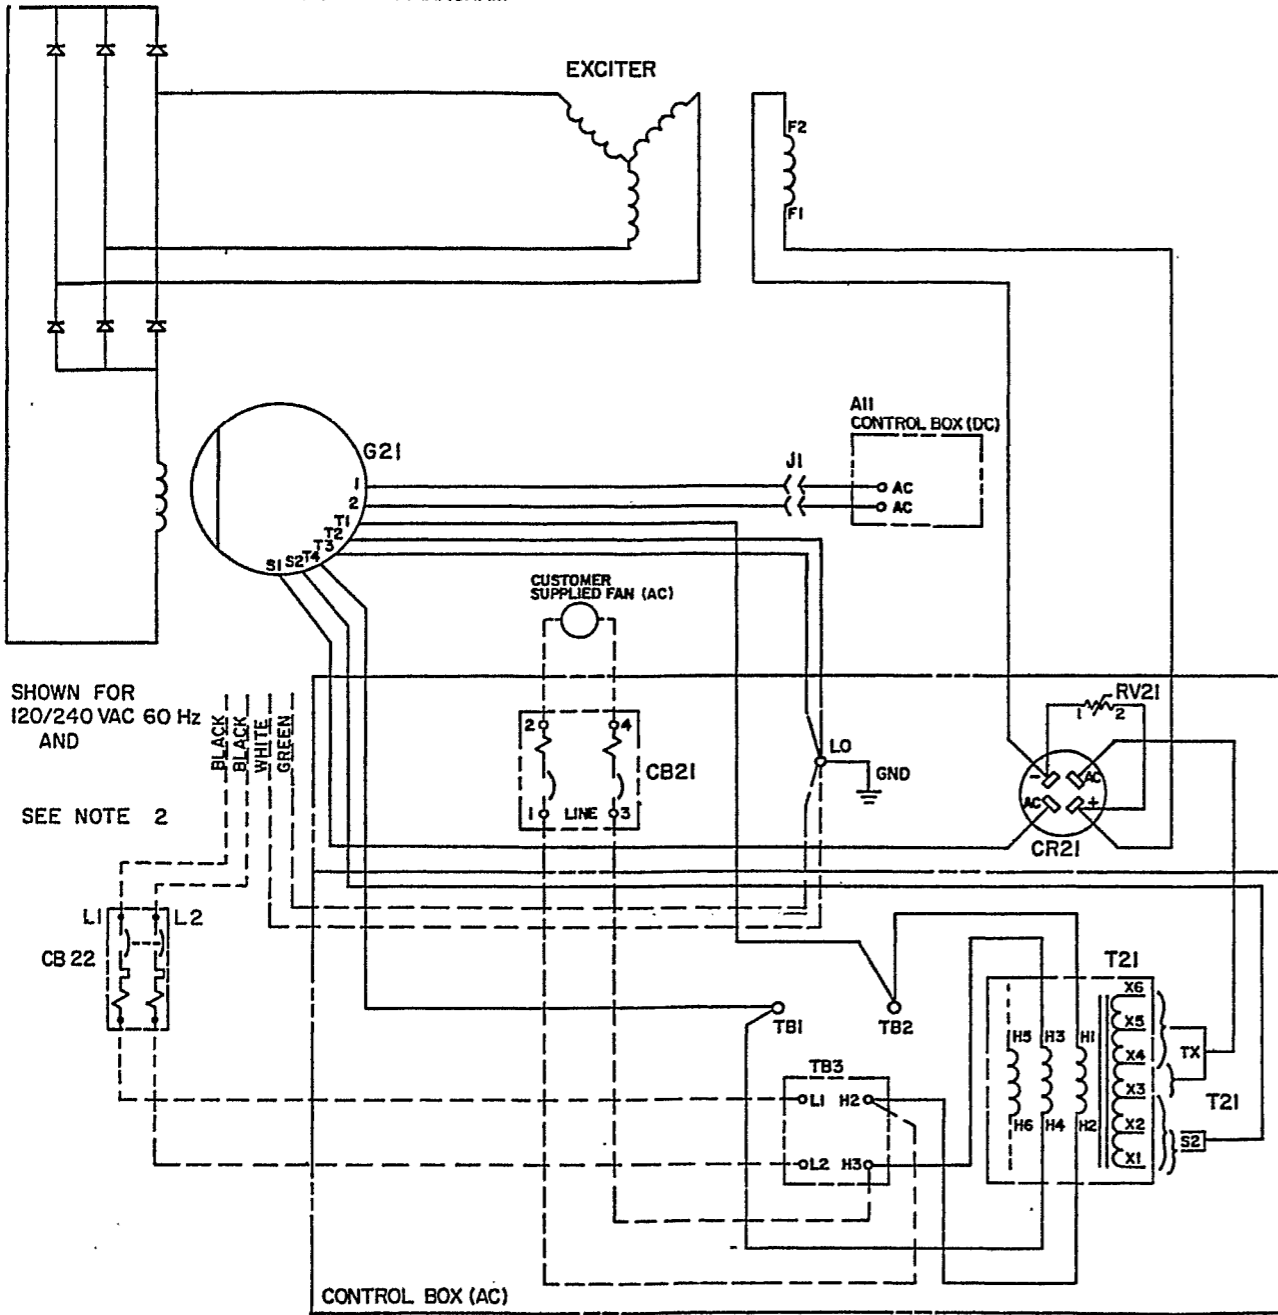 EXCITER
F2
F1
A11
CONTROL BOX (DC)
G21
J1
1
AC
2
AC
T1
T2
T3
S1 S2 T4
CUSTOMER
SUPPLIED FAN (AC)
SHOWN FOR
120/240 VAC 60 Hz
AND
SEE NOTE 2
BLACK
BLACK
WHITE
GREEN
2
4
CB21
1 LINE 3
LO
GND
RV21
1 2
- AC
AC +
CR21
L1 L2
CB 22
TB1
TB2
T21
X6
X5
X4
X3
X2
X1
TX
T21
S2
H5 H3 H1
H6 H4 H2
TB3
L1 H2
L2 H3
CONTROL BOX (AC)